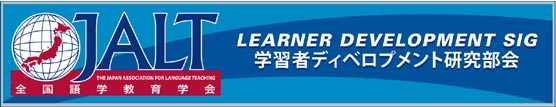 JALT
THE JAPAN ASSOCIATION FOR LANGUAGE TEACHING
全国語学教育学会
LEARNER DEVELOPMENT SIG
学習者ディベロプメント研究部会